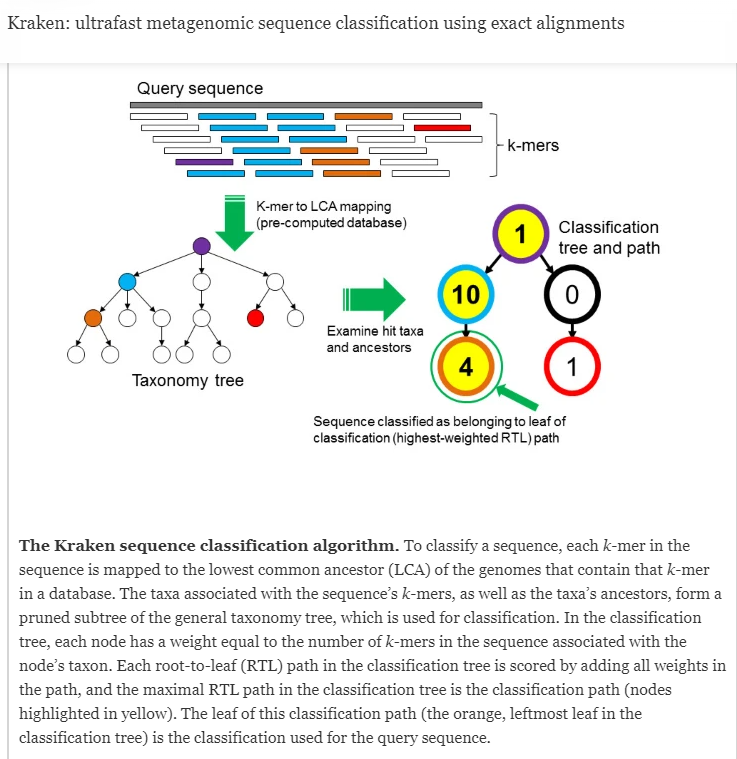 Kraken: ultrafast metagenomic sequence classification using exact alignments
Query sequence
k-mers
K-mer to LCA mapping
(pre-computed database)
1
Classification
tree and path
10
0
Examine hit taxa
and ancestors
4
1
Taxonomy tree
Sequence classified as belonging to leaf of
classification (highest-weighted RTL) path
The Kraken sequence classification algorithm. To classify a sequence, each k-mer in the
sequence is mapped to the lowest common ancestor (LCA) of the genomes that contain that k-mer
in a database. The taxa associated with the sequence’s k-mers, as well as the taxa’s ancestors, form a
pruned subtree of the general taxonomy tree, which is used for classification. In the classification
tree, each node has a weight equal to the number of k-mers in the sequence associated with the
node’s taxon. Each root-to-leaf (RTL) path in the classification tree is scored by adding all weights in
the path, and the maximal RTL path in the classification tree is the classification path (nodes
highlighted in yellow). The leaf of this classification path (the orange, leftmost leaf in the
classification tree) is the classification used for the query sequence.